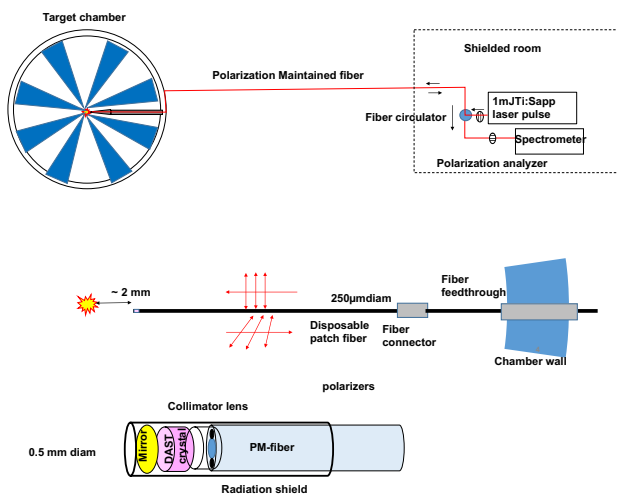 Target chamber
Shielded room
Polarization Maintained fiber
1mJTi:Sapp
laser pulse
Fiber circulator
Spectrometer
Polarization analyzer
~ 2 mm
Fiber
feedthrough
250μmdiam
Disposable
patch fiber
Fiber
connector
Chamber wall
polarizers
Collimator lens
0.5 mm diam
Mirror
DAST
crystal
PM-fiber
Radiation shield